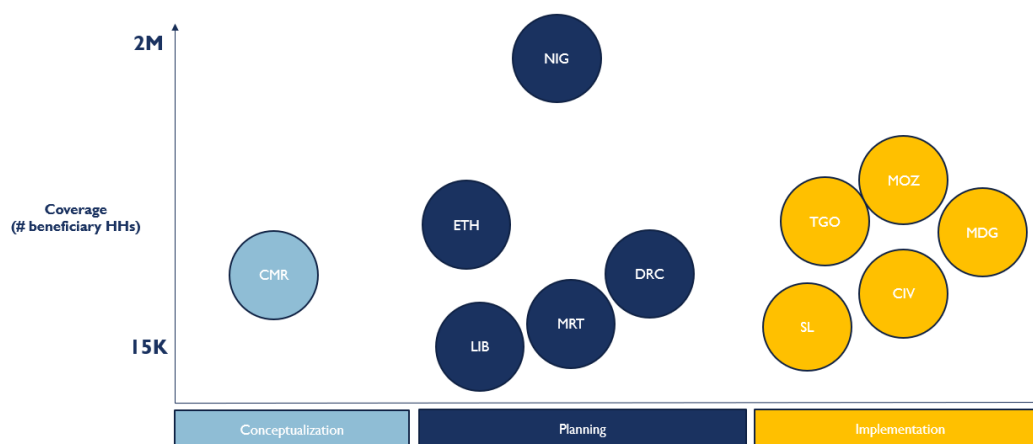 2M
NIG
MOZ
Coverage
(# beneficiary HHs)
ETH
TGO
MDG
CMR
DRC
CIV
MRT
SL
LIB
15K
Conceptualization
Planning
Implementation